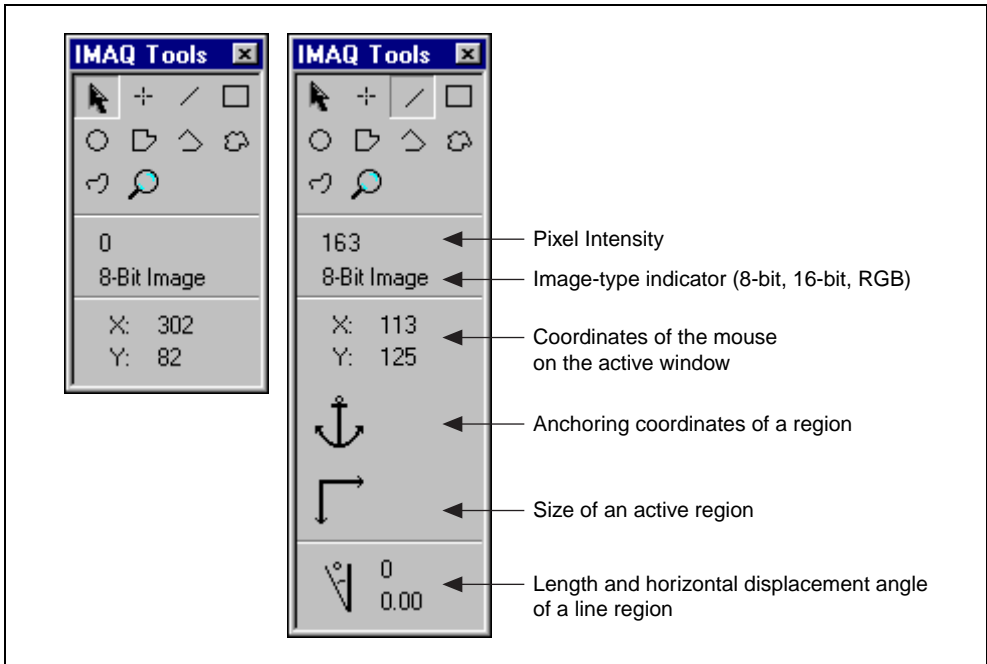 IMAQ Tools
0
8-Bit Image
X: 302
Y: 82
IMAQ Tools
163
8-Bit Image
X: 113
Y: 125
0
0.00
Pixel Intensity
Image-type indicator (8-bit, 16-bit, RGB)
Coordinates of the mouse
on the active window
Anchoring coordinates of a region
Size of an active region
Length and horizontal displacement angle
of a line region